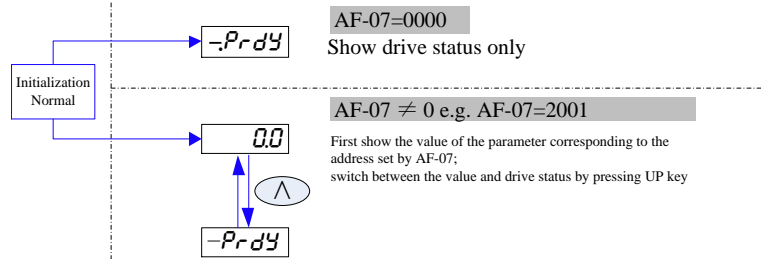 AF-07=0000
-.Prdy
Show drive status only
Initialization
Normal
AF-07 ≠ 0 e.g. AF-07=2001
0.0
First show the value of the parameter corresponding to the
address set by AF-07;
switch between the value and drive status by pressing UP key
∧
-Prdy